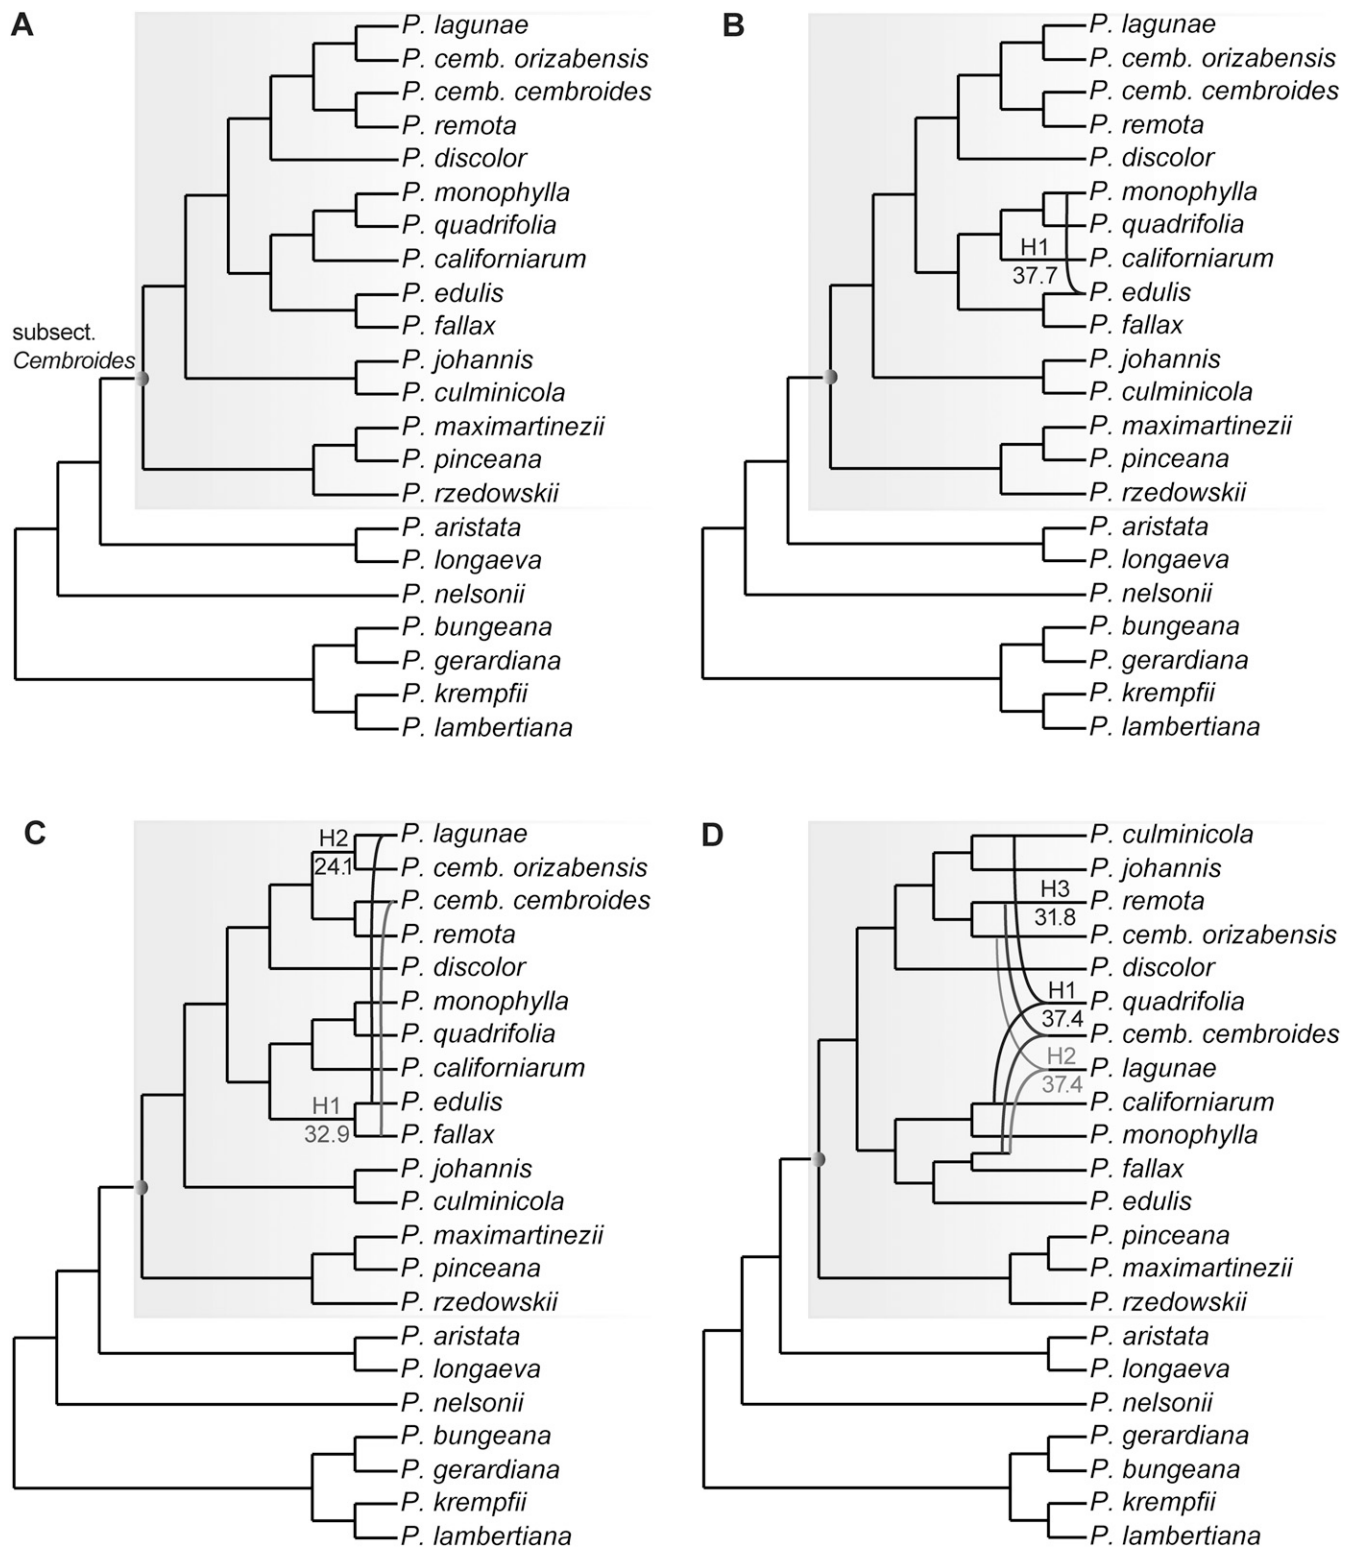 A
P. lagunae
P. cemb. orizabensis
P. cemb. cembroides
P. remota
P. discolor
P. monophylla
P. quadrifolia
P. californiarum
P. edulis
P. fallax
subsect.
Cembroides
P. johannis
P. culminicola
P. maximartinezii
P. pinceana
P. rzedowskii
P. aristata
P. longaeva
P. nelsonii
P. bungeana
P. gerardiana
P. krempfii
P. lambertiana
B
P. lagunae
P. cemb. orizabensis
P. cemb. cembroides
P. remota
P. discolor
P. monophylla
P. quadrifolia
H1
P. californiarum
37.7
P. edulis
P. fallax
P. johannis
P. culminicola
P. maximartinezii
P. pinceana
P. rzedowskii
P. aristata
P. longaeva
P. nelsonii
P. bungeana
P. gerardiana
P. krempfii
P. lambertiana
C
P. lagunae
H2
24.1
P. cemb. orizabensis
P. cemb. cembroides
P. remota
P. discolor
P. monophylla
P. quadrifolia
P. californiarum
P. edulis
H1
32.9
P. fallax
P. johannis
P. culminicola
P. maximartinezii
P. pinceana
P. rzedowskii
P. aristata
P. longaeva
P. nelsonii
P. bungeana
P. gerardiana
P. krempfii
P. lambertiana
D
P. culminicola
P. johannis
H3
P. remota
31.8
P. cemb. orizabensis
P. discolor
H1
P. quadrifolia
37.4
P. cemb. cembroides
H2
P. lagunae
37.4
P. californiarum
P. monophylla
P. fallax
P. edulis
P. pinceana
P. maximartinezii
P. rzedowskii
P. aristata
P. longaeva
P. nelsonii
P. gerardiana
P. bungeana
P. krempfii
P. lambertiana